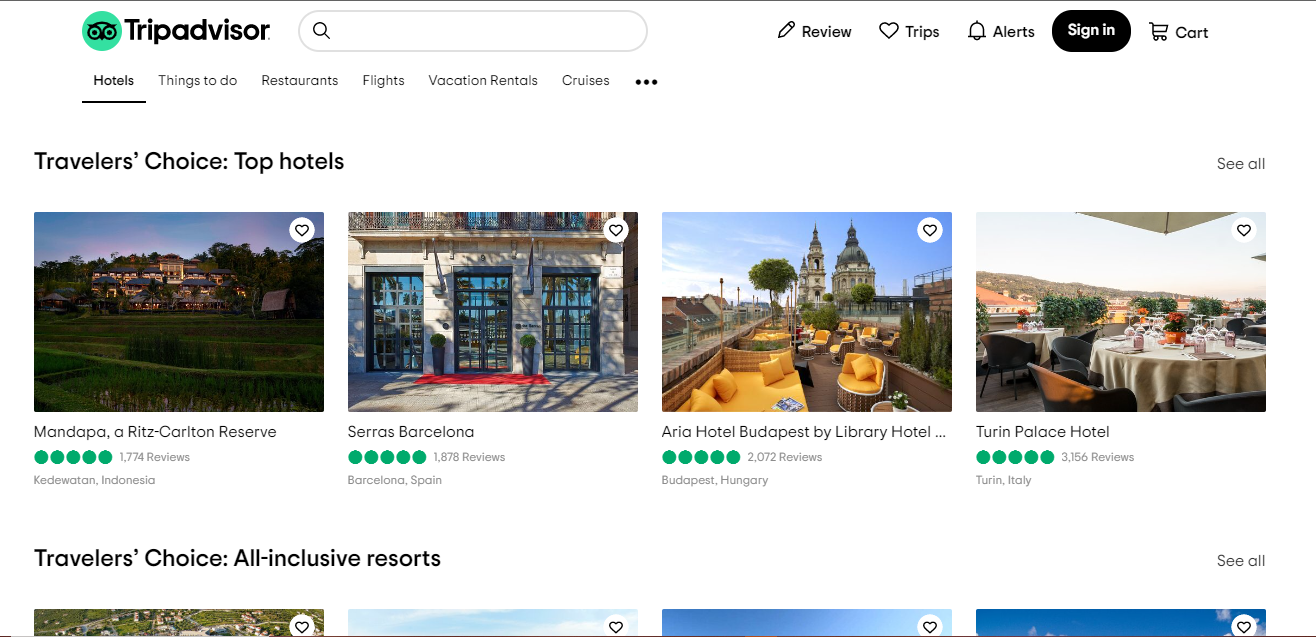 Tripadvisor
Review
Trips
Alerts
Sign in
Cart
Hotels
Things to do
Restaurants
Flights
Vacation Rentals
Cruises
Travelers’ Choice: Top hotels
See all
Mandapa, a Ritz-Carlton Reserve
1,774 Reviews
Kedewatan, Indonesia
Serras Barcelona
1,878 Reviews
Barcelona, Spain
Aria Hotel Budapest by Library Hotel ...
2,072 Reviews
Budapest, Hungary
Turin Palace Hotel
3,156 Reviews
Turin, Italy
Travelers’ Choice: All-inclusive resorts
See all